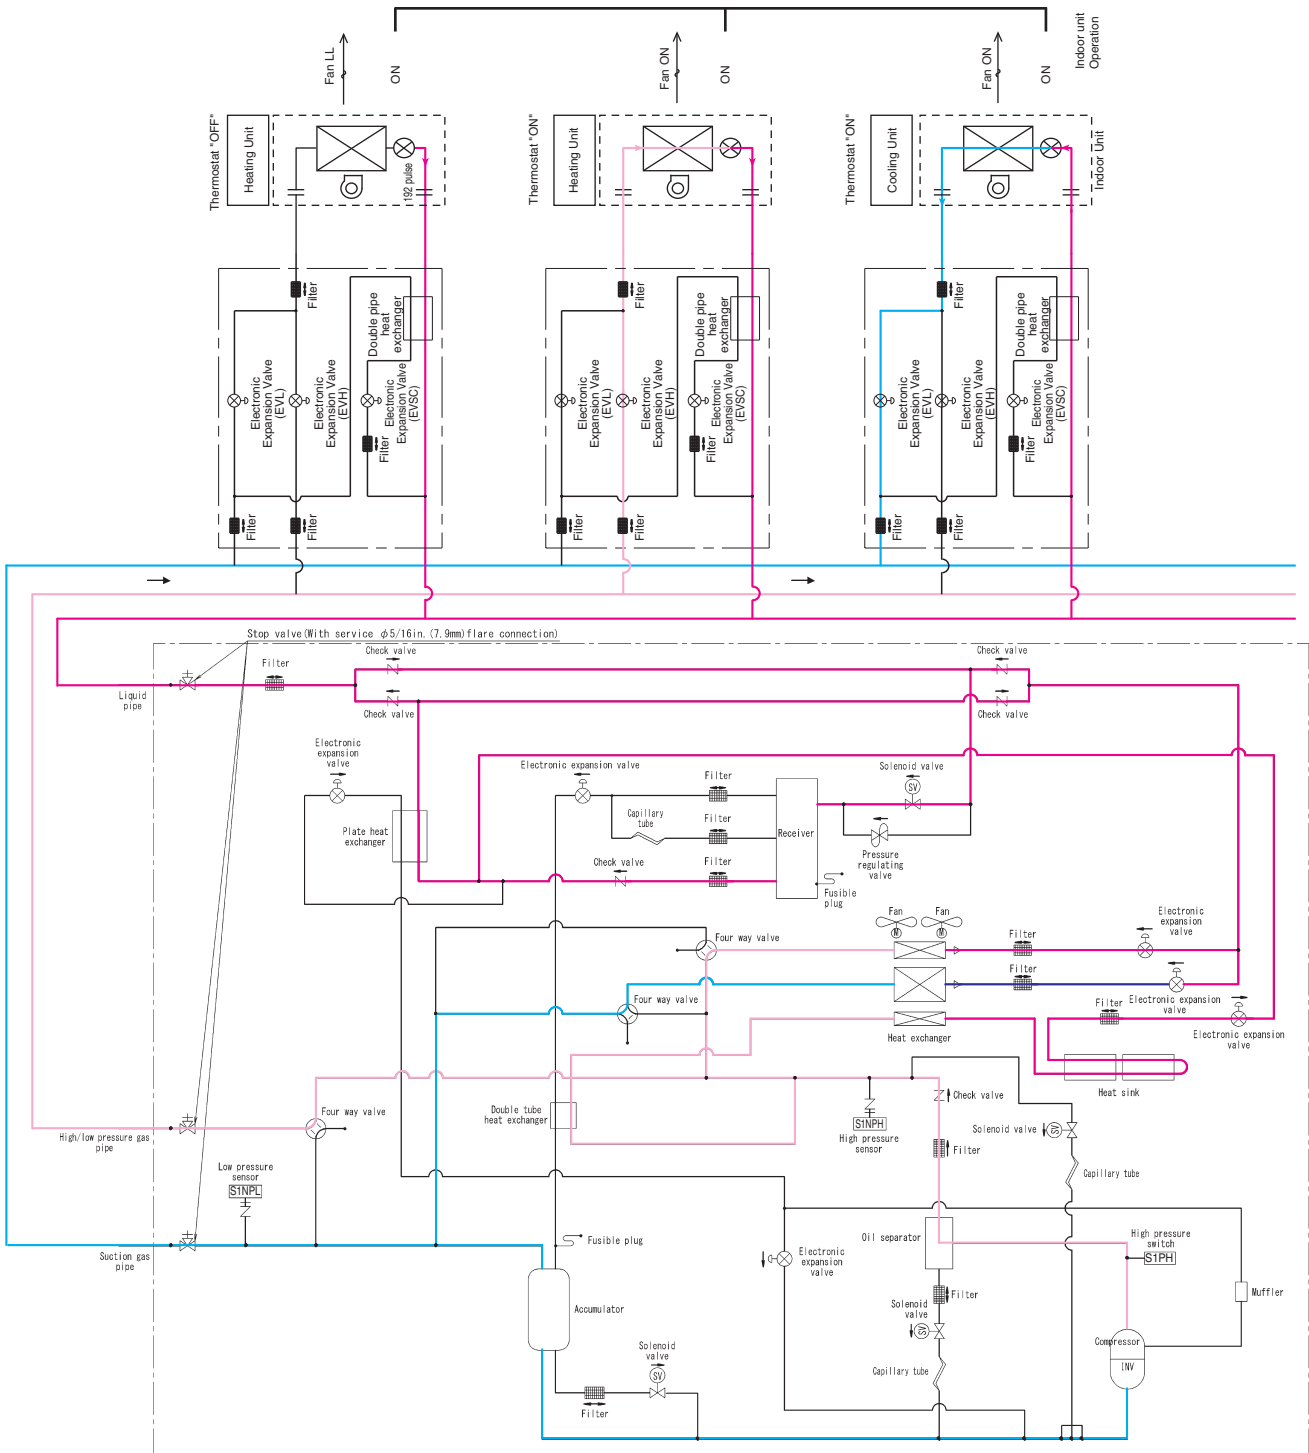 Indoor unit
Operation
Fan LL
ON
Fan ON
ON
Fan ON
ON
Thermostat "OFF"
Heating Unit
192 pulse
Thermostat "ON"
Heating Unit
Thermostat "ON"
Cooling Unit
Indoor Unit
Filter
Double pipe
heat
exchanger
Electronic
Expansion Valve
(EVL)
Electronic
Expansion Valve
(EVH)
Electronic
Expansion Valve
(EVSC)
Filter
Filter
Filter
Filter
Double pipe
heat
exchanger
Electronic
Expansion Valve
(EVL)
Electronic
Expansion Valve
(EVH)
Electronic
Expansion Valve
(EVSC)
Filter
Filter
Filter
Filter
Double pipe
heat
exchanger
Electronic
Expansion Valve
(EVL)
Electronic
Expansion Valve
(EVH)
Electronic
Expansion Valve
(EVSC)
Filter
Filter
Filter
Stop valve(With service φ5/16in.(7.9mm)flare connection)
Check valve
Check valve
Filter
Liquid
pipe
Check valve
Check valve
Electronic
expansion
valve
Electronic expansion valve
Filter
Solenoid valve
SV
Capillary
tube
Filter
Plate heat
exchanger
Receiver
Pressure
regulating
valve
Check valve
Filter
Fusible
plug
Fan
Fan
M
M
Electronic
expansion
valve
Four way valve
Filter
Filter
Four way valve
Electronic expansion
valve
Filter
Heat exchanger
Electronic expansion
valve
Heat sink
Check valve
Four way valve
Double tube
heat exchanger
S1NPH
High pressure
sensor
Solenoid valve
SV
High/low pressure gas
pipe
Filter
Low pressure
sensor
S1NPL
Capillary tube
Suction gas
pipe
Fusible plug
Oil separator
High pressure
switch
S1PH
Electronic
expansion
valve
Filter
Muffler
Accumulator
Solenoid
valve
SV
Compressor
INV
Solenoid
valve
SV
Capillary tube
Filter